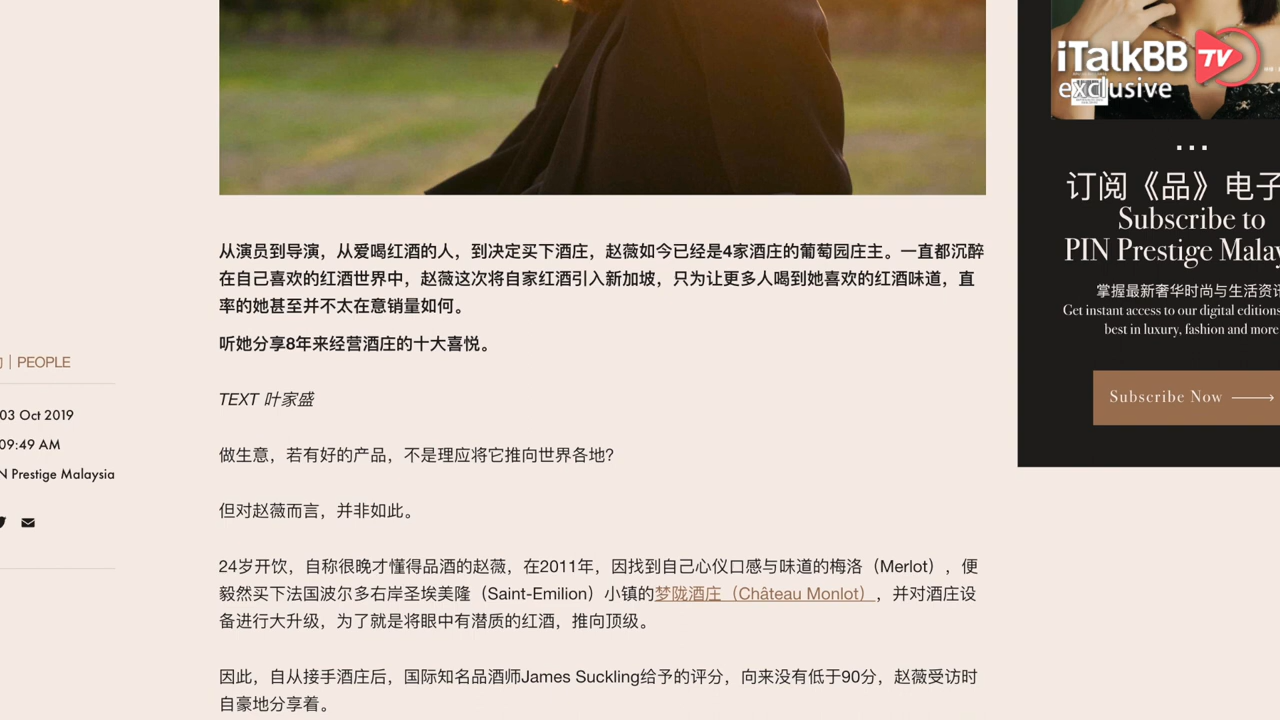 iTalkBB TV
exclusive
订阅《品》电子
Subscribe to
PIN Prestige Malay
掌握最新奢华时尚与生活资讯
Get instant access to our digital editions
best in luxury, fashion and more
Subscribe Now
从演员到导演，从爱喝红酒的人，到决定买下酒庄，赵薇如今已经是4家酒庄的葡萄园庄主。一直都沉醉
在自己喜欢的红酒世界中，赵薇这次将自家红酒引入新加坡，只为让更多人喝到她喜欢的红酒味道，直
率的她甚至并不太在意销量如何。
听她分享8年来经营酒庄的十大喜悦。
| PEOPLE
03 Oct 2019
09:49 AM
N Prestige Malaysia
TEXT 叶家盛
做生意，若有好的产品，不是理应将它推向世界各地？
但对赵薇而言，并非如此。
24岁开饮，自称很晚才懂得品酒的赵薇，在2011年，因找到自己心仪口感与味道的梅洛（Merlot），便
毅然买下法国波尔多右岸圣埃美隆（Saint-Emilion）小镇的梦陇酒庄（Château Monlot），并对酒庄设
备进行大升级，为了就是将眼中有潜质的红酒，推向顶级。
因此，自从接手酒庄后，国际知名品酒师James Suckling给予的评分，向来没有低于90分，赵薇受访时
自豪地分享着。